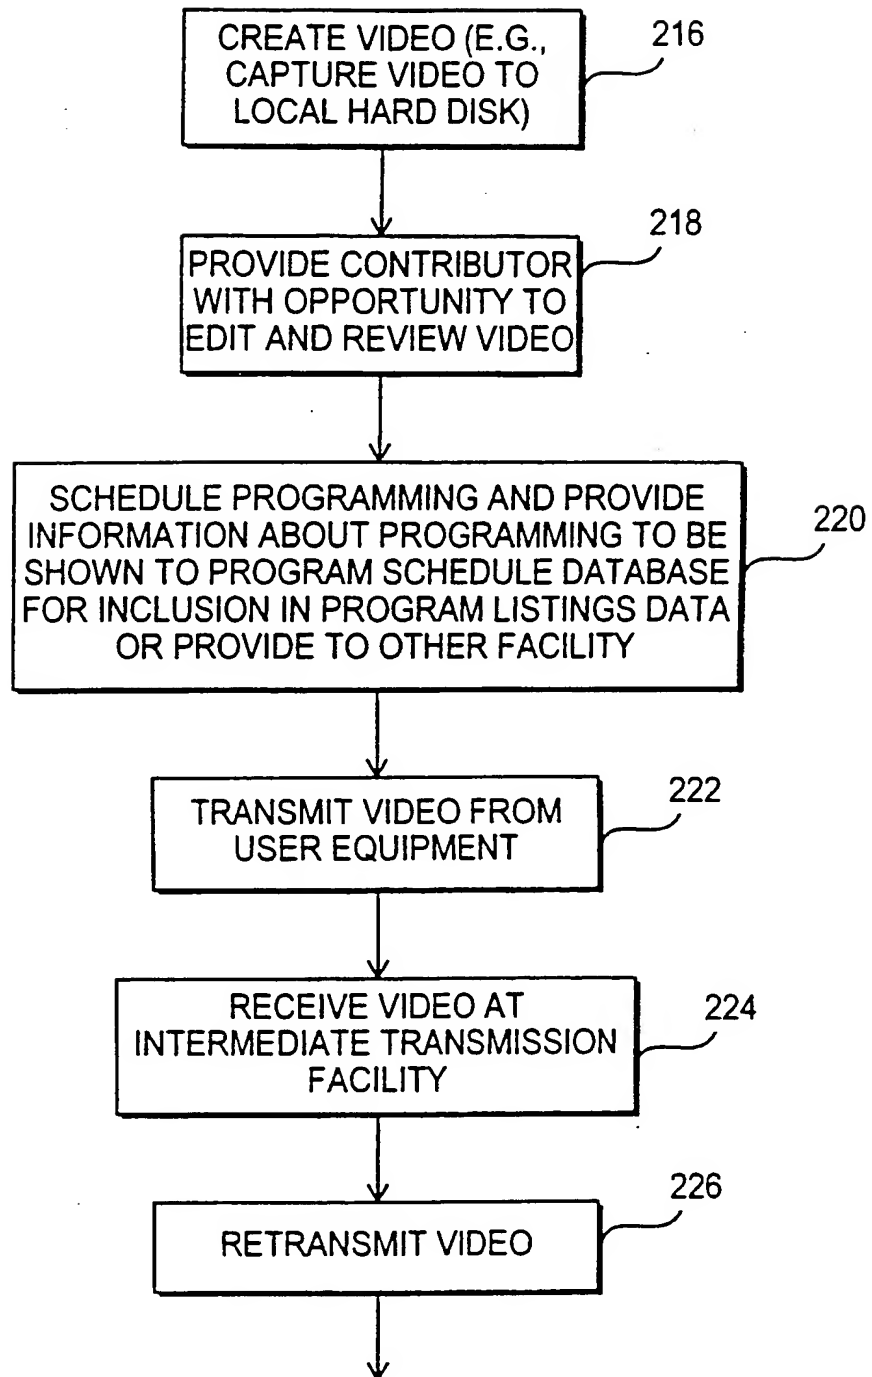 CREATE VIDEO (E.G.,
CAPTURE VIDEO TO
LOCAL HARD DISK)
216
PROVIDE CONTRIBUTOR
WITH OPPORTUNITY TO
EDIT AND REVIEW VIDEO
218
SCHEDULE PROGRAMMING AND PROVIDE
INFORMATION ABOUT PROGRAMMING TO BE
SHOWN TO PROGRAM SCHEDULE DATABASE
FOR INCLUSION IN PROGRAM LISTINGS DATA
OR PROVIDE TO OTHER FACILITY
220
TRANSMIT VIDEO FROM
USER EQUIPMENT
222
RECEIVE VIDEO AT
INTERMEDIATE TRANSMISSION
FACILITY
224
RETRANSMIT VIDEO
226